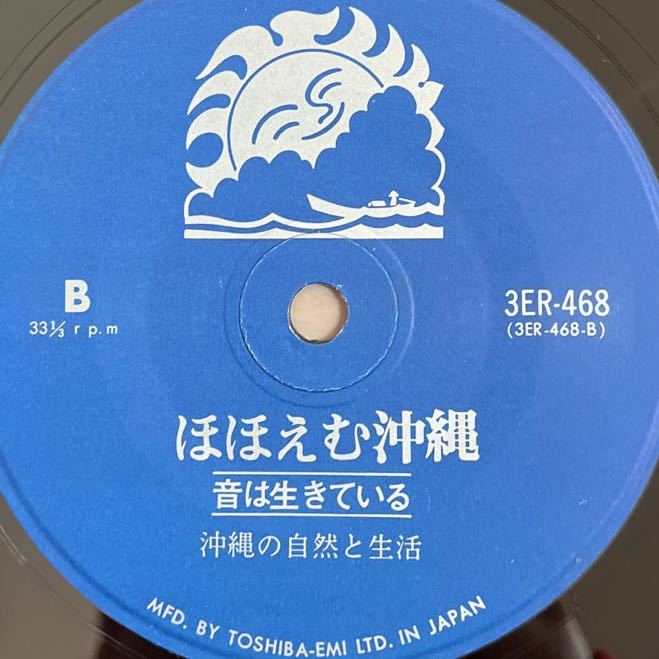 B
33⅓ r p.m
3ER-468
(3ER-468-B)
ほほえむ沖縄
音は生きている
沖縄の自然と生活
MFD. BY TOSHIBA-EMI LTD. IN JAPAN